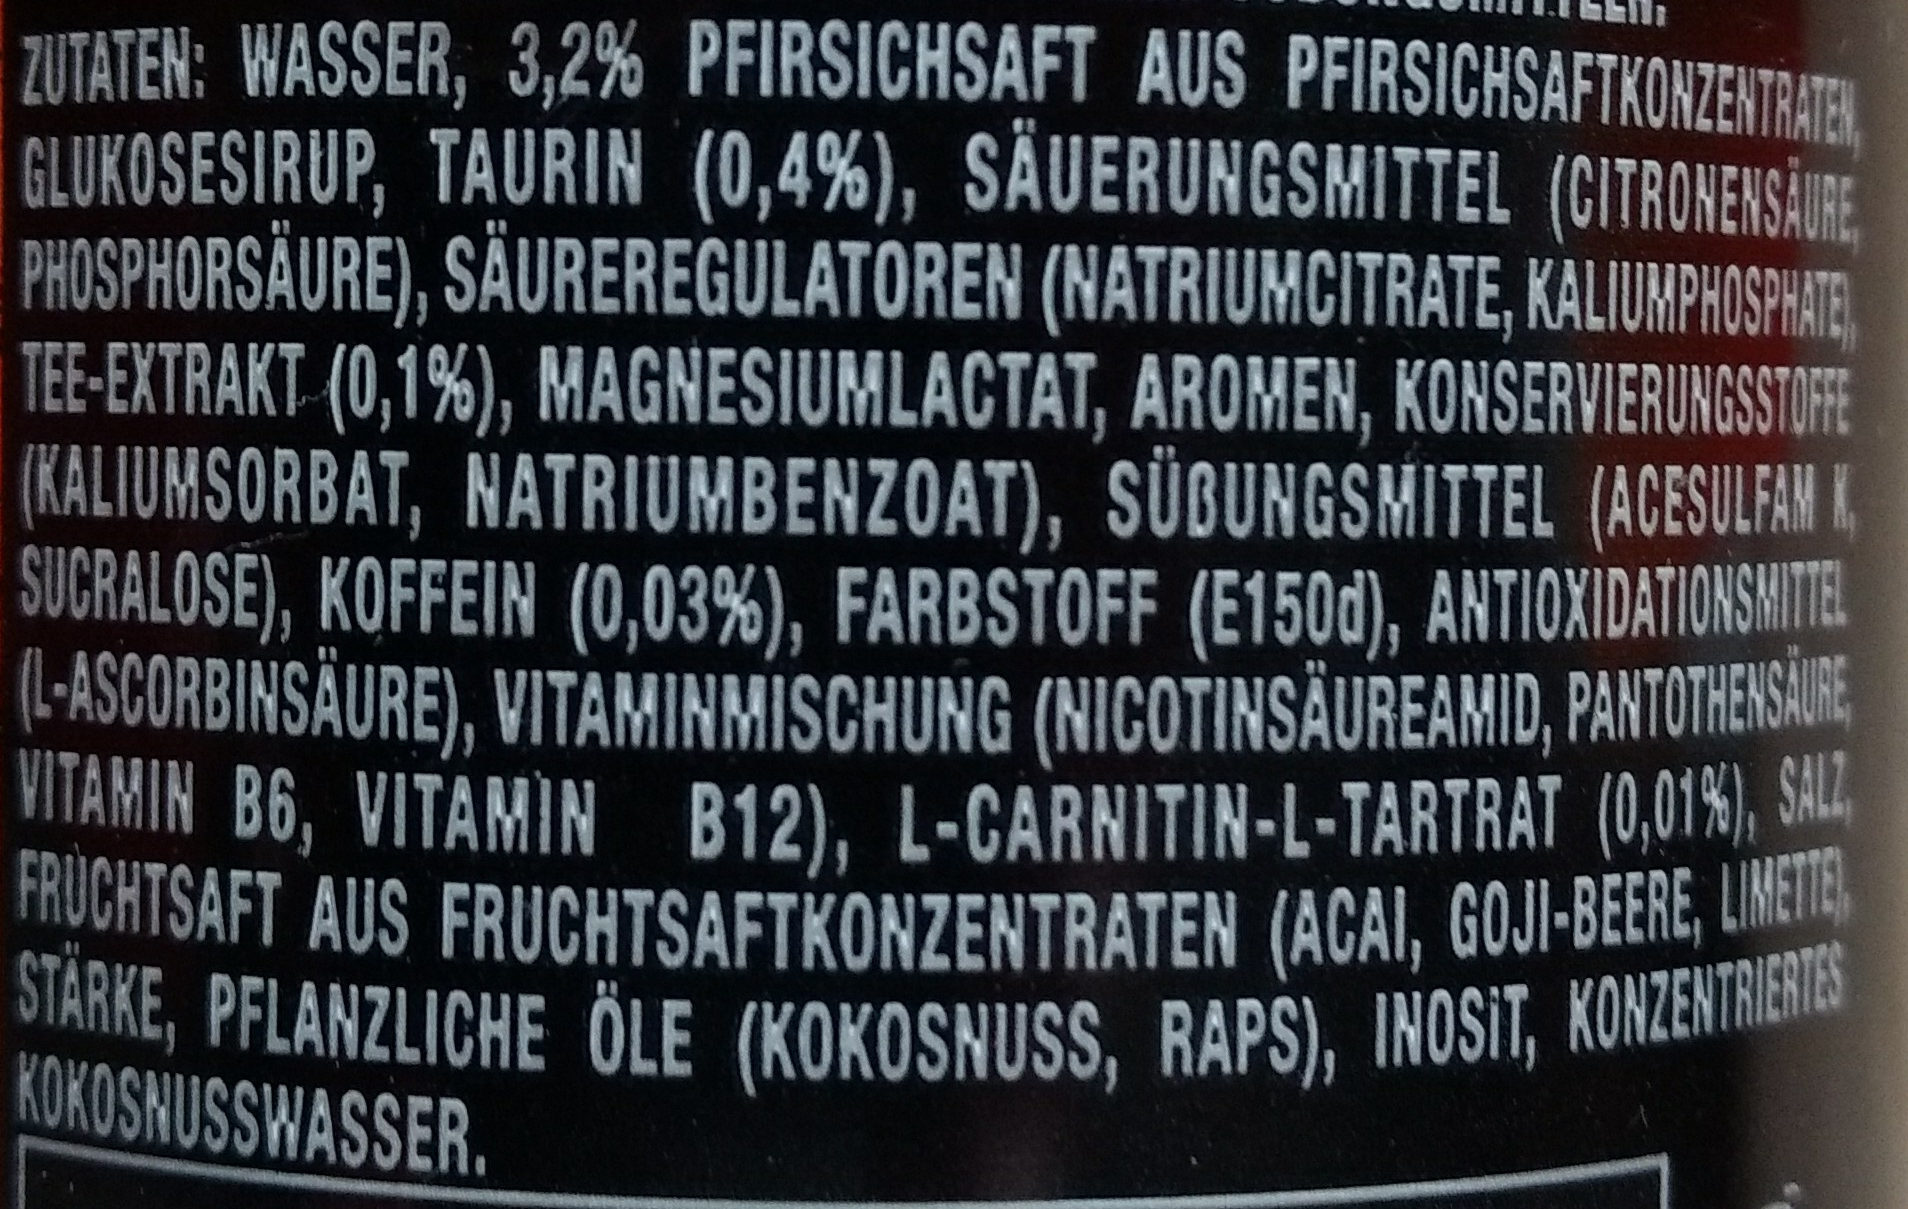 ZUTATEN: WASSER, 3,2% PFIRSICHSAFT AUS PFIRSICHSAFTKONZENTRATEN,
GLUKOSESIRUP, TAURIN (0,4%), SÄUERUNGSMITTEL (CITRONENSÄURE,
PHOSPHORSÄURE), SÄUREREGULATOREN (NATRIUMCITRATE, KALIUMPHOSPHATE),
TEE-EXTRAKT (0,1%), MAGNESIUMLACTAT, AROMEN, KONSERVIERUNGSSTOFFE
(KALIUMSORBAT, NATRIUMBENZOAT), SÜßUNGSMITTEL (ACESULFAM K,
SUCRALOSE), KOFFEIN (0,03%), FARBSTOFF (E150d), ANTIOXIDATIONSMITTEL
(L-ASCORBINSÄURE), VITAMINMISCHUNG (NICOTINSÄUREAMID, PANTOTHENSÄURE,
VITAMIN B6, VITAMIN B12), L-CARNITIN-L-TARTRAT (0,01%), SALZ,
FRUCHTSAFT AUS FRUCHTSAFTKONZENTRATEN (ACAI, GOJI-BEERE, LIMETTE),
STÄRKE, PFLANZLICHE ÖLE (KOKOSNUSS, RAPS), INOSiT, KONZENTRIERTES
KOKOSNUSSWASSER.